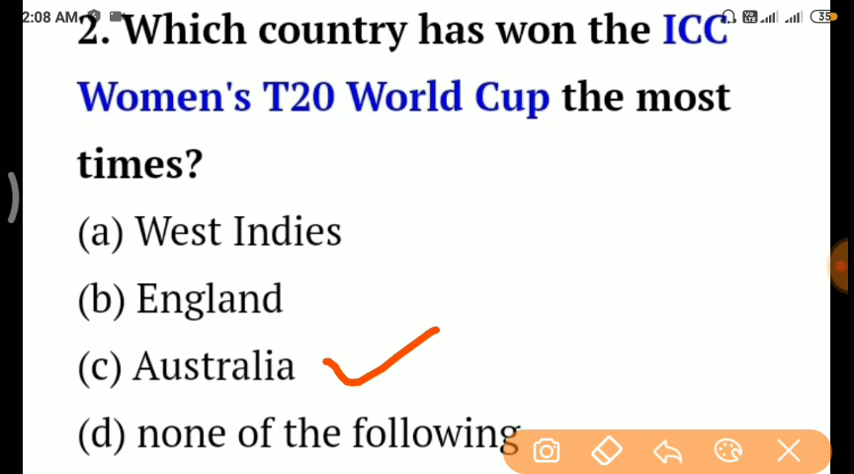 2:08 AM
35
2. Which country has won the ICC
Women's T20 World Cup the most
times?
(a) West Indies
(b) England
(c) Australia
(d) none of the following